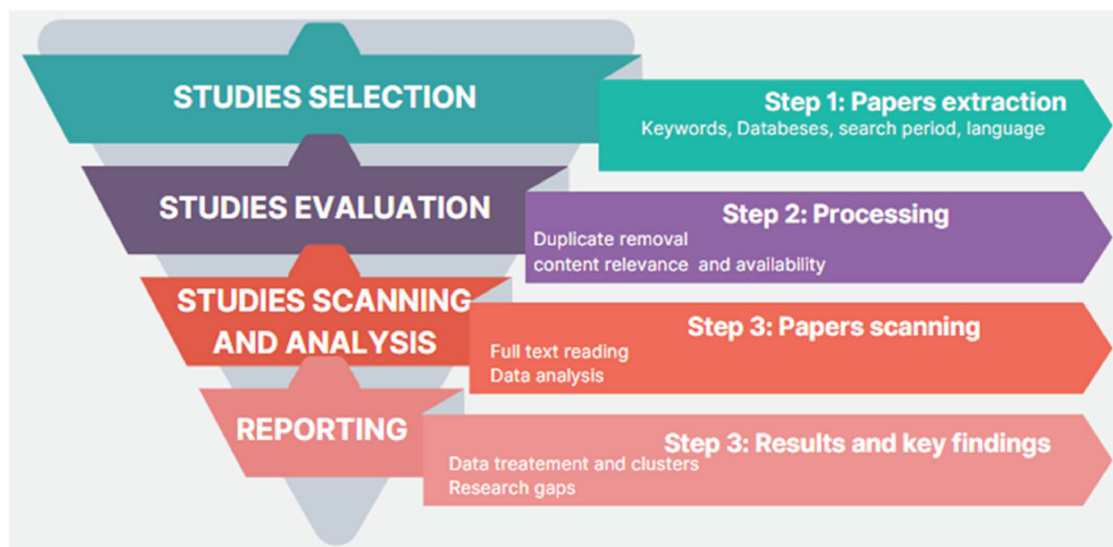 STUDIES SELECTION
Step 1: Papers extraction
Keywords, Databeses, search period, language
STUDIES EVALUATION
Step 2: Processing
Duplicate removal
content relevance and availability
STUDIES SCANNING
AND ANALYSIS
Step 3: Papers scanning
Full text reading
Data analysis
REPORTING
Step 3: Results and key findings
Data treatement and clusters
Research gaps